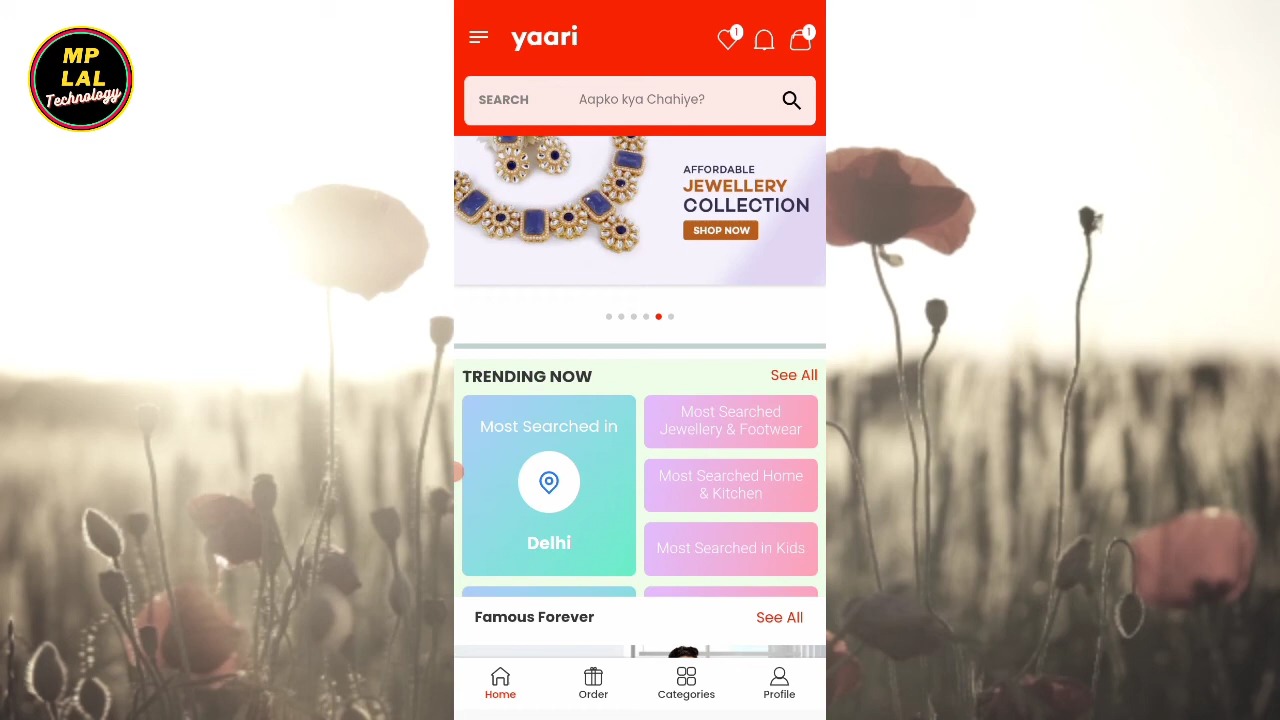 MP
LAL
Technology
yaari
1
1
SEARCH
Aapko kya Chahiye?
AFFORDABLE
JEWELLERY
COLLECTION
SHOP NOW
TRENDING NOW
See All
Most Searched in
Delhi
Most Searched
Jewellery & Footwear
Most Searched Home
& Kitchen
Most Searched in Kids
Famous Forever
See All
Home
Order
Categories
Profile